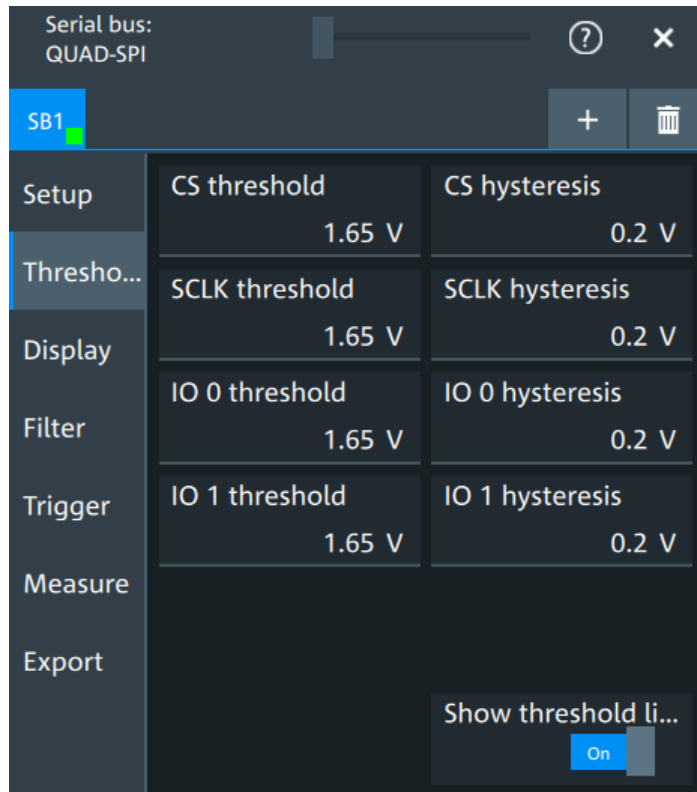 Serial bus:
QUAD-SPI
?
SB1
Setup
Thresho...
Display
Filter
Trigger
Measure
Export
CS threshold
1.65 V
CS hysteresis
0.2 V
SCLK threshold
1.65 V
SCLK hysteresis
0.2 V
IO 0 threshold
1.65 V
IO 0 hysteresis
0.2 V
IO 1 threshold
1.65 V
IO 1 hysteresis
0.2 V
Show threshold li...
On